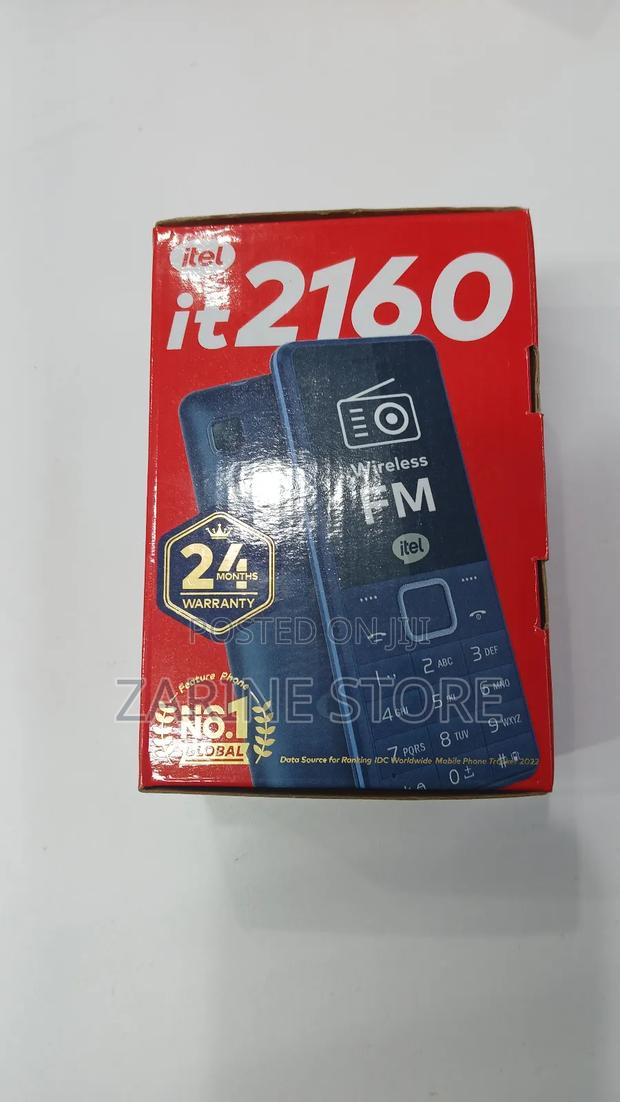 itel
it2160
Wireless
FM
itel
24
MONTHS
WARRANTY
POSTED ON JIJI
2 ABC
3 DEF
4 GHI
5 JKL
6 MNO
ZARINE STORE
7 PQRS
8 TUV
9 WXYZ
0
#
Feature Phone
NO.1
GLOBAL
Data Source for Ranking IDC Worldwide Mobile Phone Tracker 2022